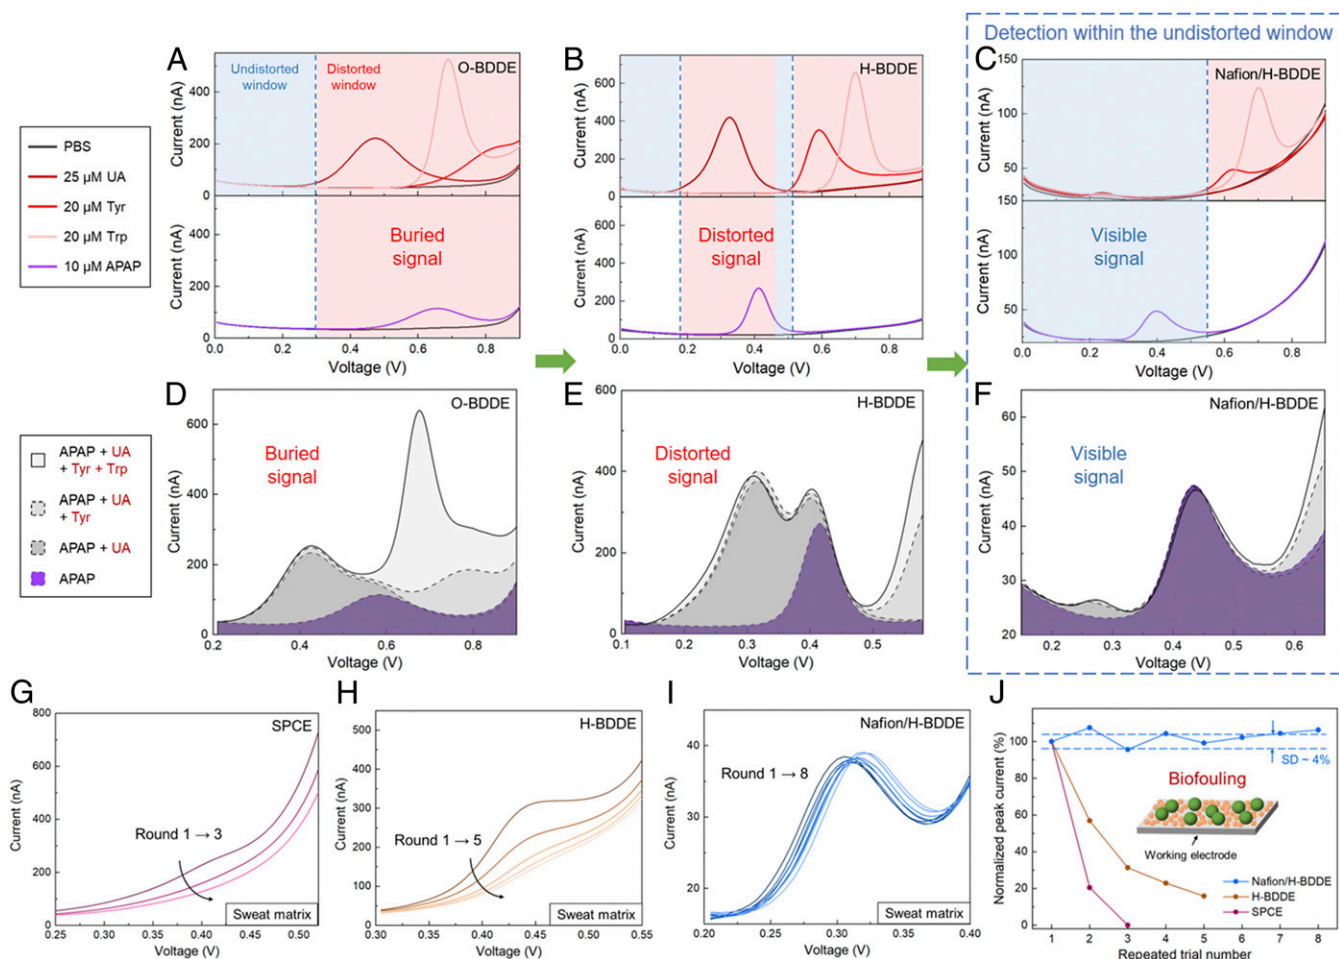 Detection within the undistorted window
A
O-BDDE
Undistorted
window
Distorted
window
Current (nA)
400
200
0
Buried
signal
Current (nA)
400
200
0
0.0 0.2 0.4 0.6 0.8
Voltage (V)
B
H-BDDE
Current (nA)
600
400
200
0
Distorted
signal
Current (nA)
600
400
200
0
0.0 0.2 0.4 0.6 0.8
Voltage (V)
C
Nafion/H-BDDE
Current (nA)
150
100
50
150
Visible
signal
Current (nA)
100
50
0.0 0.2 0.4 0.6 0.8
Voltage (V)
PBS
25 μM UA
20 μM Tyr
20 μM Trp
10 μM APAP
D
O-BDDE
Buried
signal
Current (nA)
600
400
200
0
0.2 0.4 0.6 0.8
Voltage (V)
E
H-BDDE
Distorted
signal
Current (nA)
600
400
200
0
0.1 0.2 0.3 0.4 0.5
Voltage (V)
F
Nafion/H-BDDE
Visible
signal
Current (nA)
60
50
40
30
20
0.2 0.3 0.4 0.5 0.6
Voltage (V)
APAP + UA
+ Tyr + Trp
APAP + UA
+ Tyr
APAP + UA
APAP
G
SPCE
Current (nA)
800
600
400
200
0
Round 1 → 3
Sweat matrix
0.25 0.30 0.35 0.40 0.45 0.50
Voltage (V)
H
H-BDDE
Current (nA)
500
400
300
200
100
0
Round 1 → 5
Sweat matrix
0.30 0.35 0.40 0.45 0.50 0.55
Voltage (V)
I
Nafion/H-BDDE
Current (nA)
40
30
20
Round 1 → 8
Sweat matrix
0.20 0.25 0.30 0.35 0.40
Voltage (V)
J
Normalized peak current (%)
100
80
60
40
20
0
SD ~ 4%
Biofouling
Working electrode
Nafion/H-BDDE
H-BDDE
SPCE
1 2 3 4 5 6 7 8
Repeated trial number